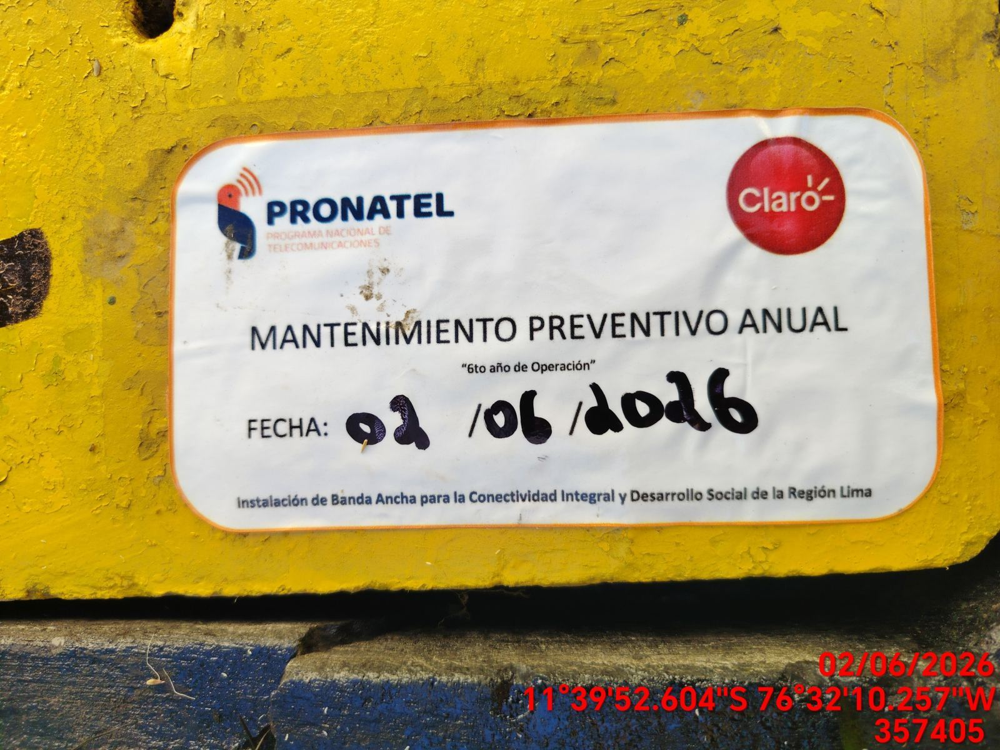 PRONATEL
PROGRAMA NACIONAL DE
TELECOMUNICACIONES
Claro
MANTENIMIENTO PREVENTIVO ANUAL
“6to año de Operación”
FECHA: 02 /06 /2026
Instalación de Banda Ancha para la Conectividad Integral y Desarrollo Social de la Región Lima
02/06/2026
11°39'52.604"S 76°32'10.257"W
357405